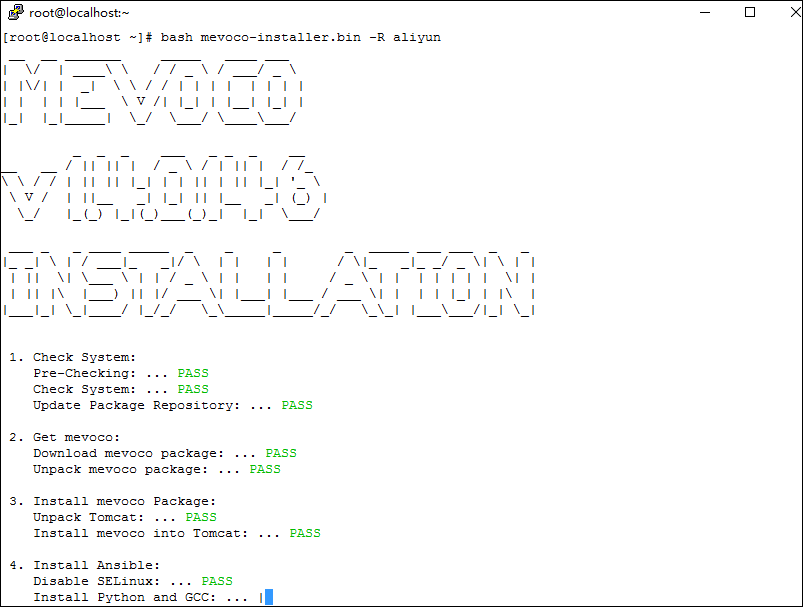 root@localhost:~
[root@localhost ~]# bash mevoco-installer.bin -R aliyun
MEVOCO
V1.4.0.146
INSTALLATION
1. Check System:
Pre-Checking: ... PASS
Check System: ... PASS
Update Package Repository: ... PASS
2. Get mevoco:
Download mevoco package: ... PASS
Unpack mevoco package: ... PASS
3. Install mevoco Package:
Unpack Tomcat: ... PASS
Install mevoco into Tomcat: ... PASS
4. Install Ansible:
Disable SELinux: ... PASS
Install Python and GCC: ... |